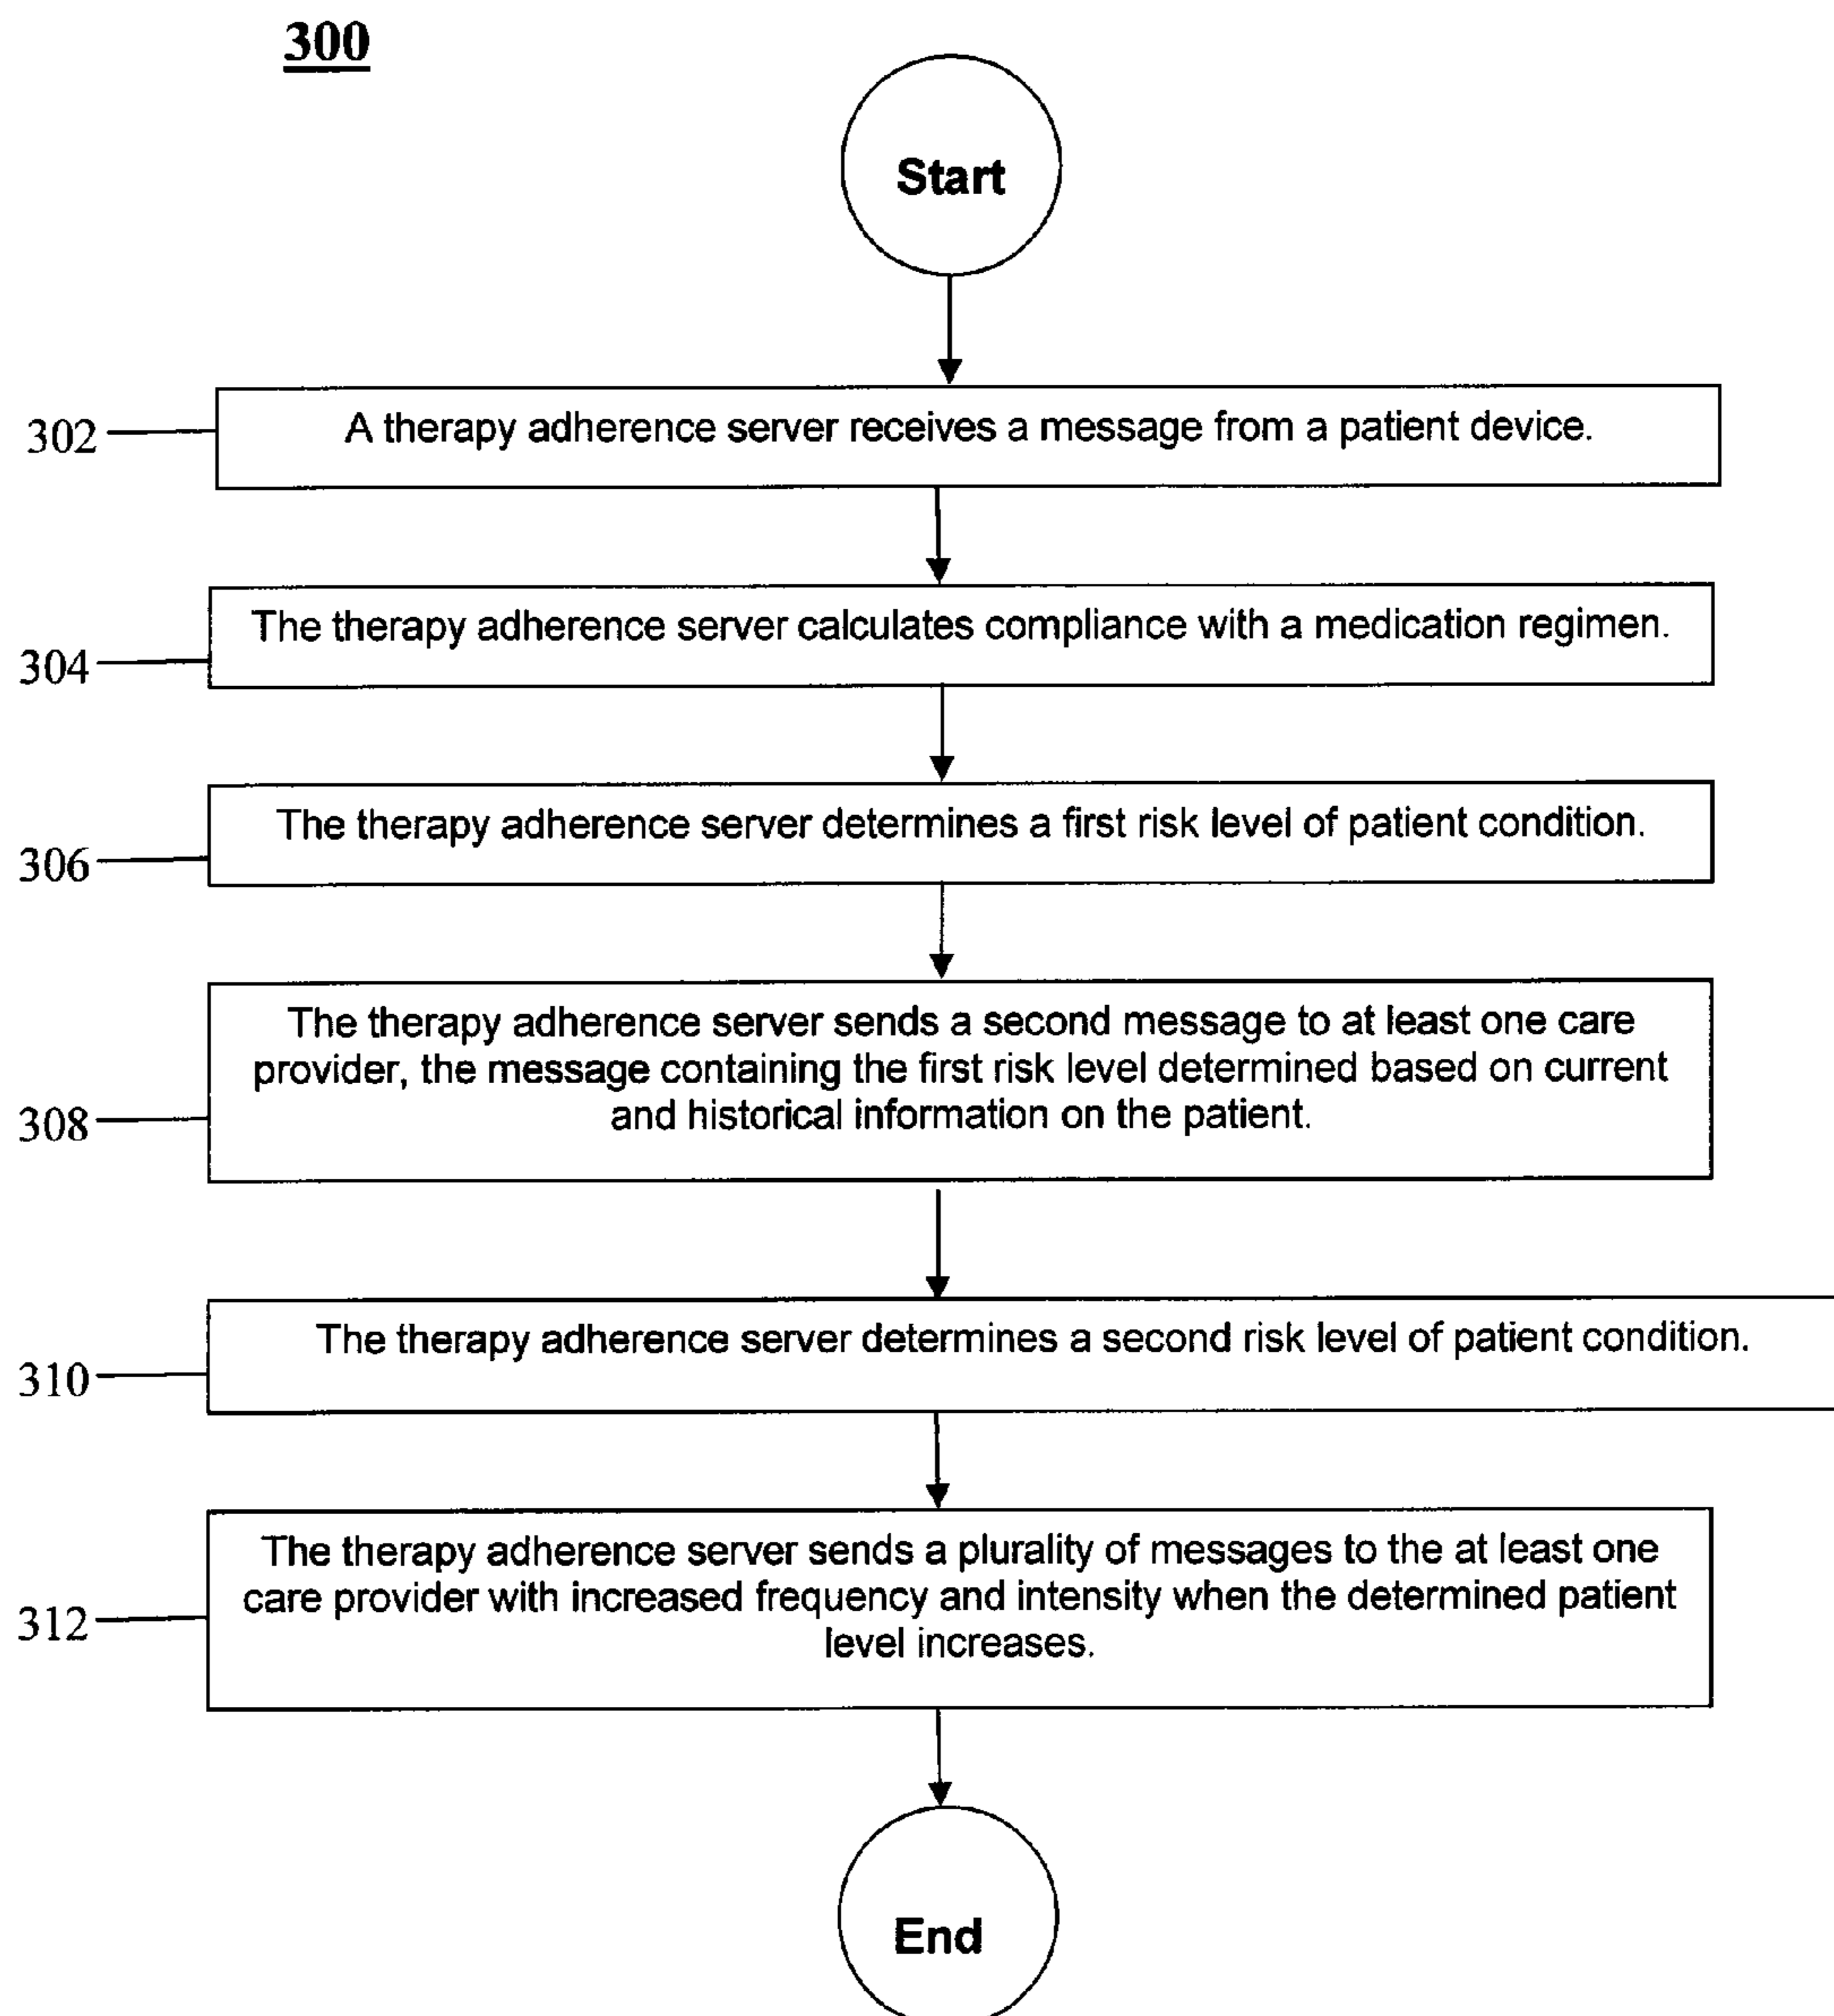 300
Start
302
A therapy adherence server receives a message from a patient device.
304
The therapy adherence server calculates compliance with a medication regimen.
306
The therapy adherence server determines a first risk level of patient condition.
308
The therapy adherence server sends a second message to at least one care
provider, the message containing the first risk level determined based on current
and historical information on the patient.
310
The therapy adherence server determines a second risk level of patient condition.
312
The therapy adherence server sends a plurality of messages to the at least one
care provider with increased frequency and intensity when the determined patient
level increases.
End